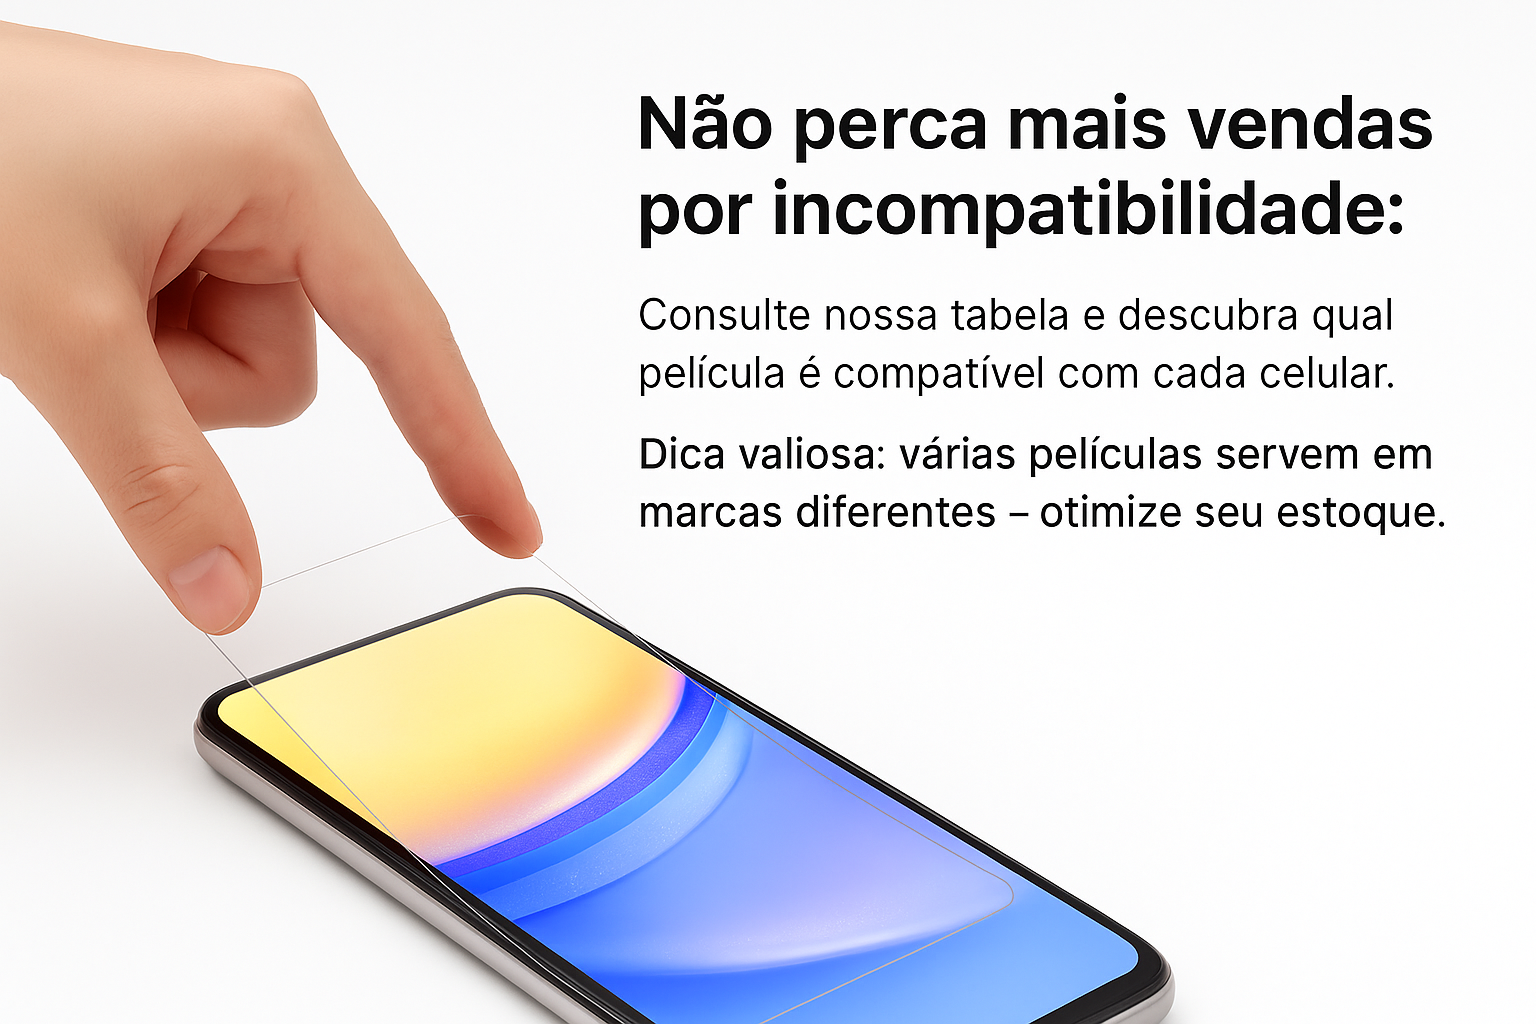 Não perca mais vendas
por incompatibilidade:
Consulte nossa tabela e descubra qual
película é compatível com cada celular.
Dica valiosa: várias películas servem em
marcas diferentes – otimize seu estoque.